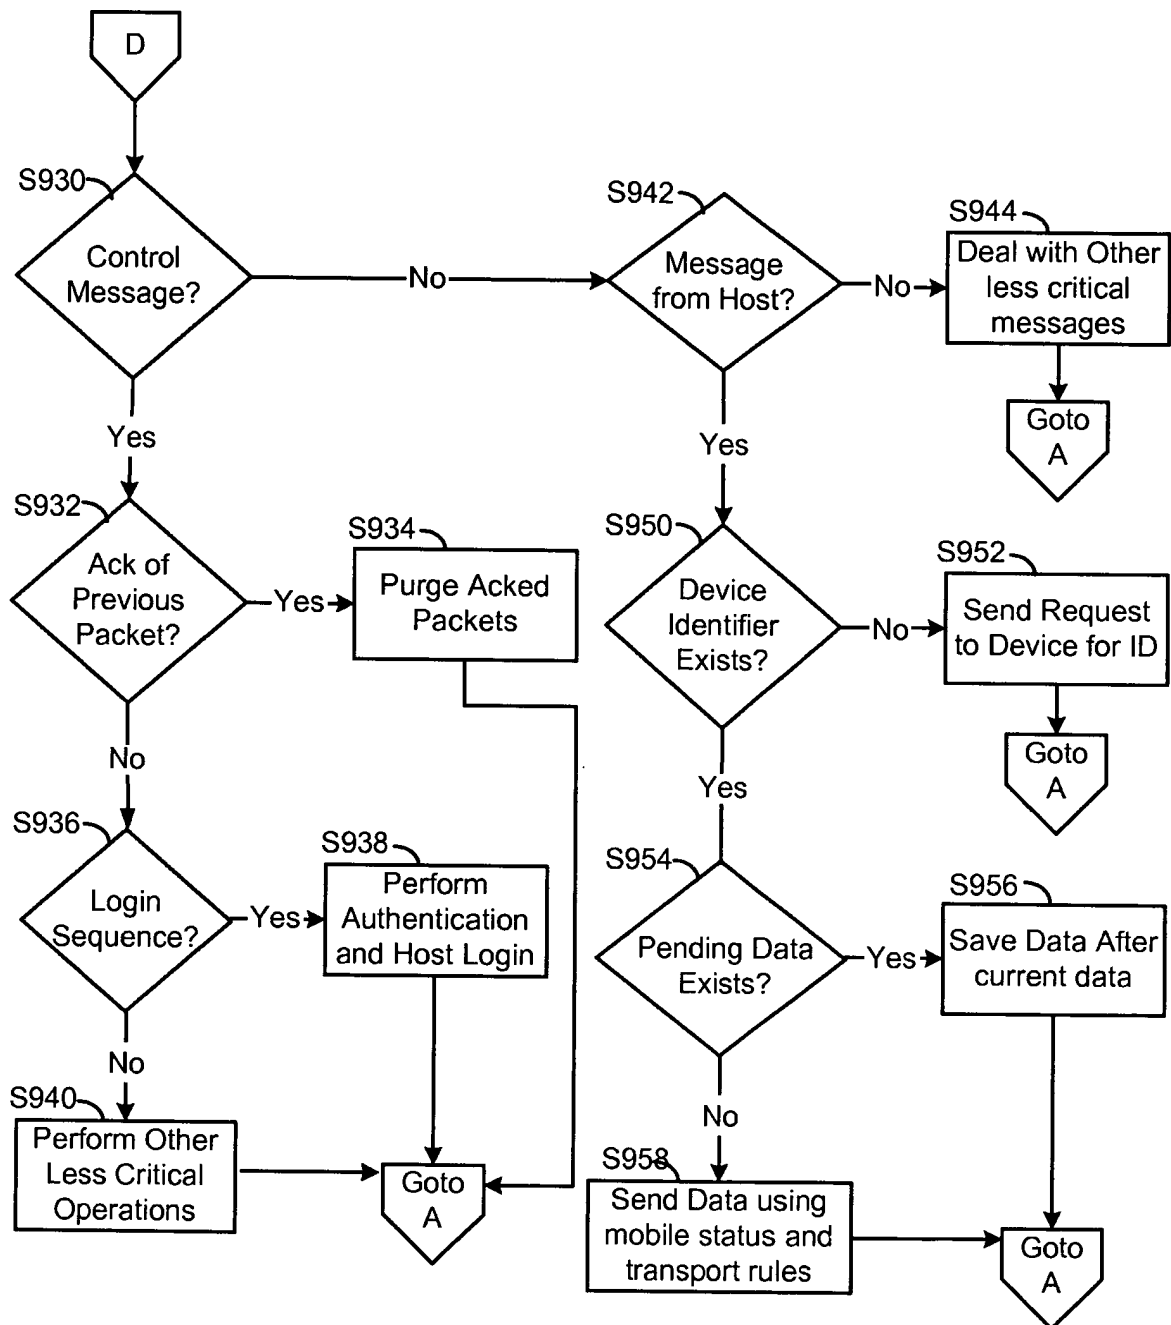 D
S930
Control
Message?
No
S942
Message
from Host?
No
S944
Deal with Other
less critical
messages
Goto
A
Yes
Yes
S932
Ack of
Previous
Packet?
Yes
S934
Purge Acked
Packets
S950
Device
Identifier
Exists?
No
S952
Send Request
to Device for ID
Goto
A
No
Yes
S936
Login
Sequence?
Yes
S938
Perform
Authentication
and Host Login
S954
Pending Data
Exists?
Yes
S956
Save Data After
current data
No
No
S940
Perform Other
Less Critical
Operations
Goto
A
S958
Send Data using
mobile status and
transport rules
Goto
A